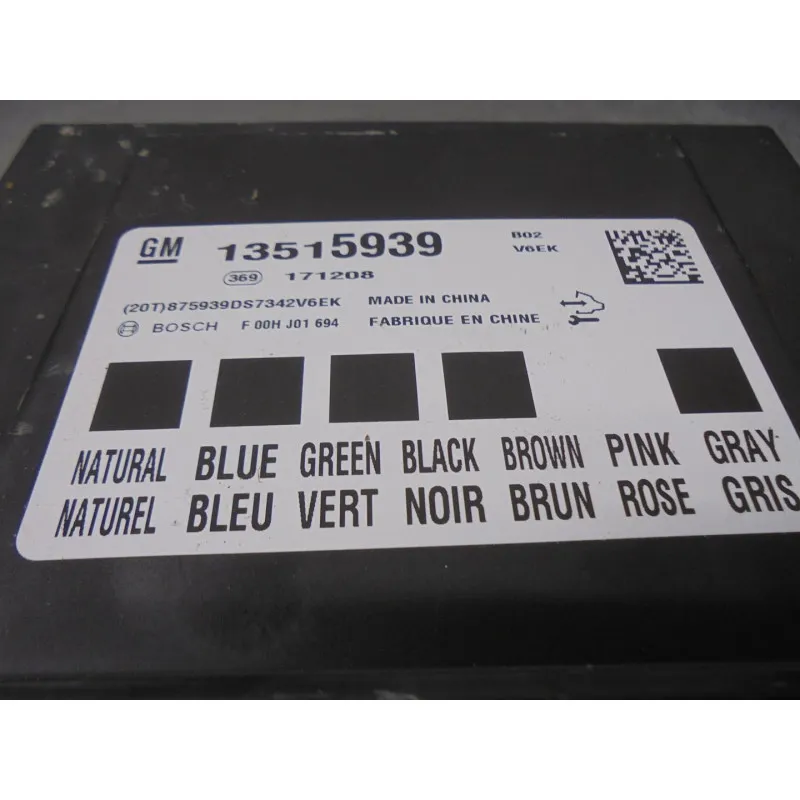 GM 13515939 B02
369 171208 V6EK
(20T)875939DS7342V6EK MADE IN CHINA
BOSCH F 00H J01 694 FABRIQUE EN CHINE
NATURAL BLUE GREEN BLACK BROWN PINK GRAY
NATUREL BLEU VERT NOIR BRUN ROSE GRIS